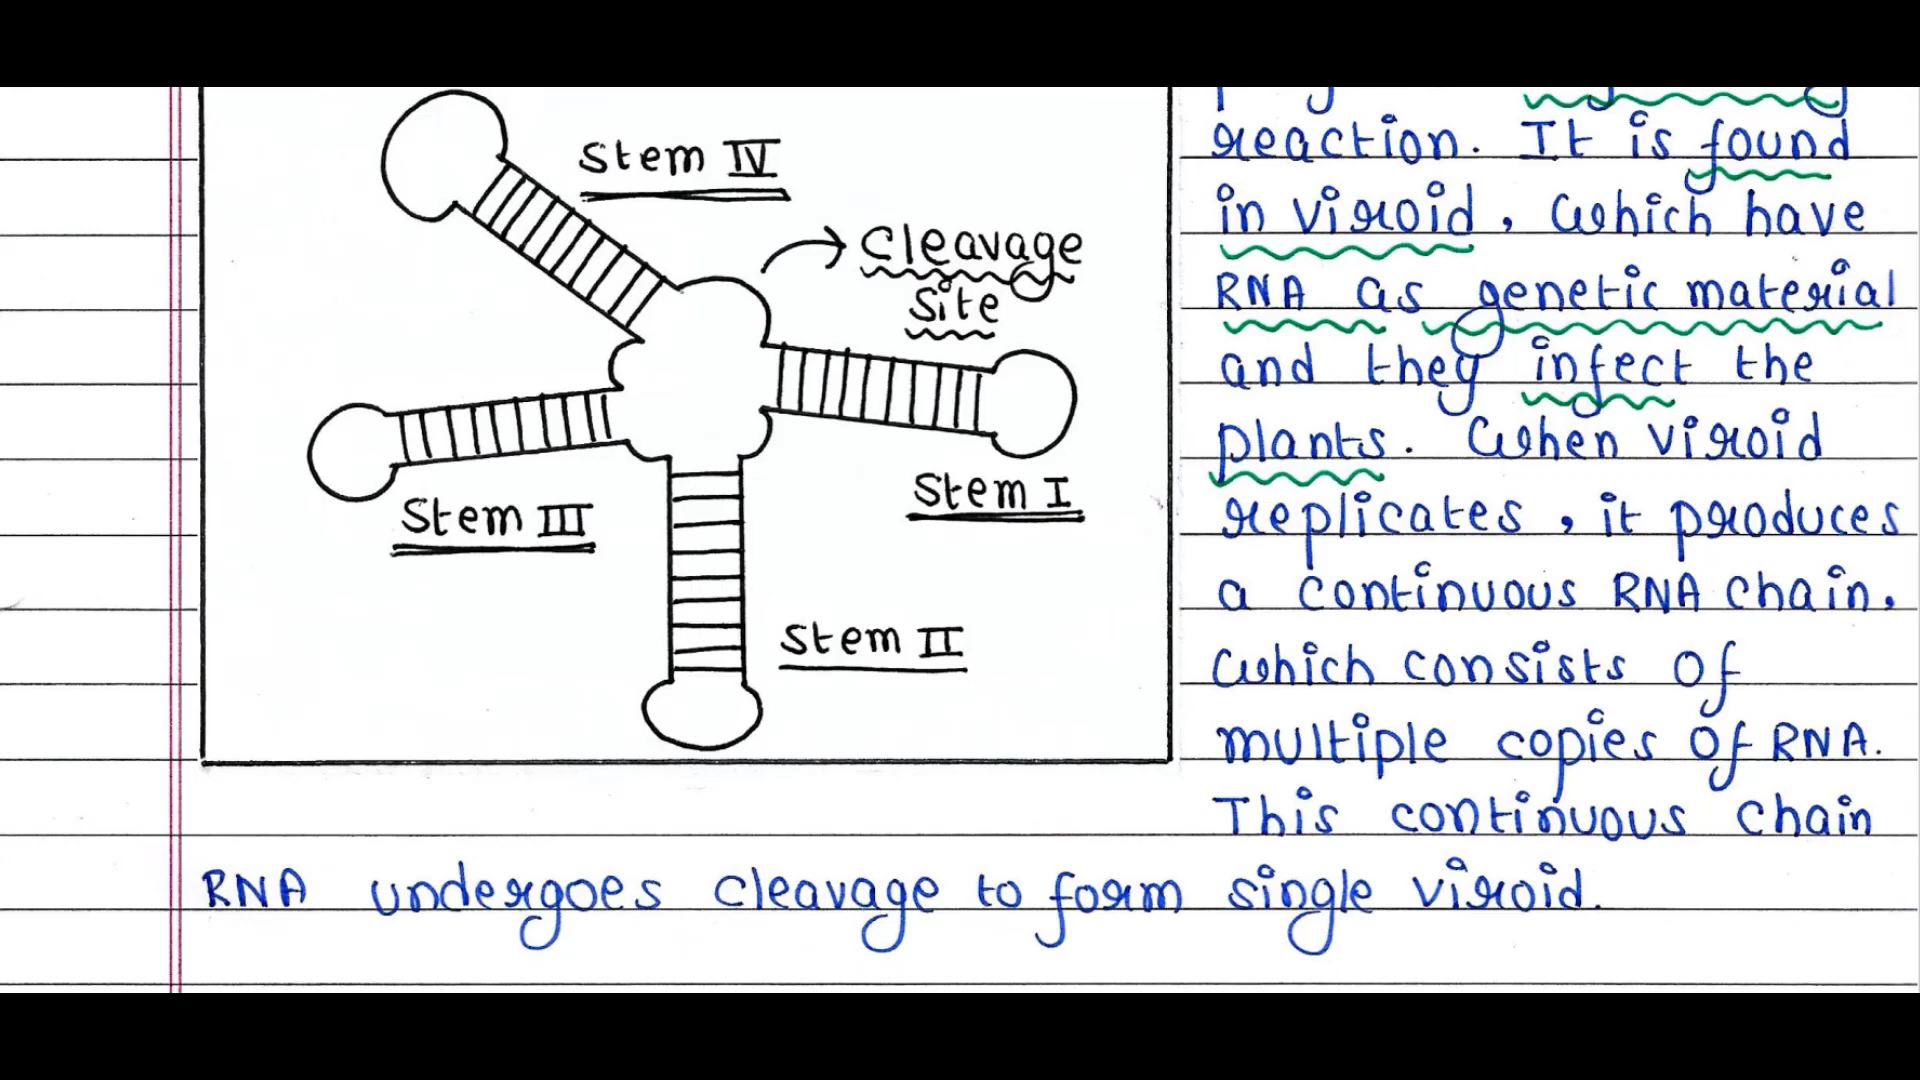 Stem IV
Cleavage
Site
Stem I
Stem III
Stem II
reaction. It is found
in viroid, which have
RNA as genetic material
and they infect the
plants. When viroid
replicates, it produces
a continuous RNA chain,
which consists of
multiple copies of RNA.
This continuous chain
RNA undergoes cleavage to form single viroid.